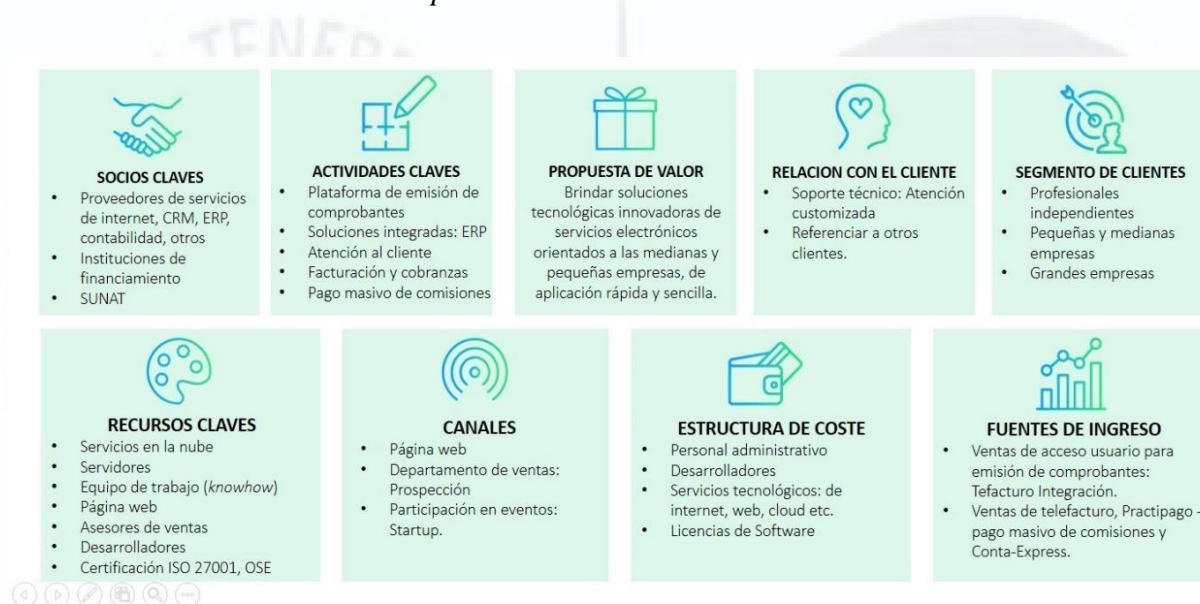 TENEB
SOCIOS CLAVES
• Proveedores de servicios
de internet, CRM, ERP,
contabilidad, otros
• Instituciones de
financiamiento
• SUNAT
ACTIVIDADES CLAVES
• Plataforma de emisión de
comprobantes
• Soluciones integradas: ERP
• Atención al cliente
• Facturación y cobranzas
• Pago masivo de comisiones
PROPUESTA DE VALOR
Brindar soluciones
tecnológicas innovadoras de
servicios electrónicos
orientados a las medianas y
pequeñas empresas, de
aplicación rápida y sencilla.
RELACION CON EL CLIENTE
• Soporte técnico: Atención
customizada
• Referenciar a otros
clientes.
SEGMENTO DE CLIENTES
• Profesionales
independientes
• Pequeñas y medianas
empresas
• Grandes empresas
RECURSOS CLAVES
• Servicios en la nube
• Servidores
• Equipo de trabajo (knowhow)
• Página web
• Asesores de ventas
• Desarrolladores
• Certificación ISO 27001, OSE
CANALES
• Página web
• Departamento de ventas:
Prospección
• Participación en eventos:
Startup.
ESTRUCTURA DE COSTE
• Personal administrativo
• Desarrolladores
• Servicios tecnológicos: de
internet, web, cloud etc.
• Licencias de Software
FUENTES DE INGRESO
• Ventas de acceso usuario para
emisión de comprobantes:
Tefacturo Integración.
• Ventas de telefacturo, Practipago -
pago masivo de comisiones y
Conta-Express.